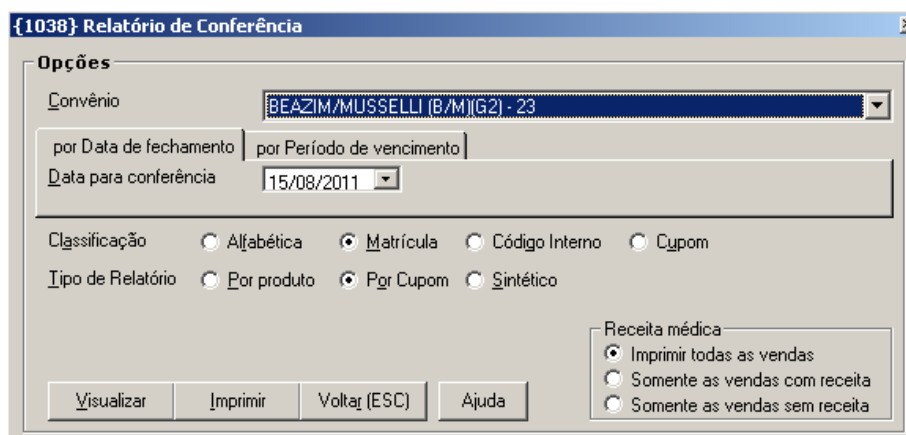 {1038} Relatório de Conferência
Opções
Convênio BEAZIM/MUSSELLI (B/M)(G2) - 23
por Data de fechamento por Período de vencimento
Data para conferência 15/08/2011
Classificação Alfabética Matrícula Código Interno Cupom
Tipo de Relatório Por produto Por Cupom Sintético
Receita médica
Imprimir todas as vendas
Somente as vendas com receita
Somente as vendas sem receita
Visualizar Imprimir Voltar (ESC) Ajuda